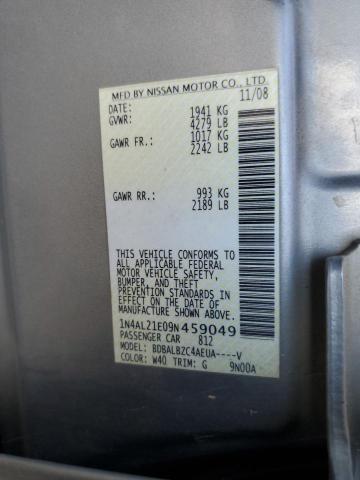 MFD BY NISSAN MOTOR CO., LTD.
DATE: 11/08
GVWR: 1941 KG
4279 LB
GAWR FR.: 1017 KG
2242 LB
GAWR RR.: 993 KG
2189 LB
THIS VEHICLE CONFORMS TO
ALL APPLICABLE FEDERAL
MOTOR VEHICLE SAFETY,
BUMPER, AND THEFT
PREVENTION STANDARDS IN
EFFECT ON THE DATE OF
MANUFACTURE SHOWN ABOVE.
1N4AL21E09N459049
PASSENGER CAR 812
MODEL: BDBALBZC4AEUA----V
COLOR: W40 TRIM: G 9N00A